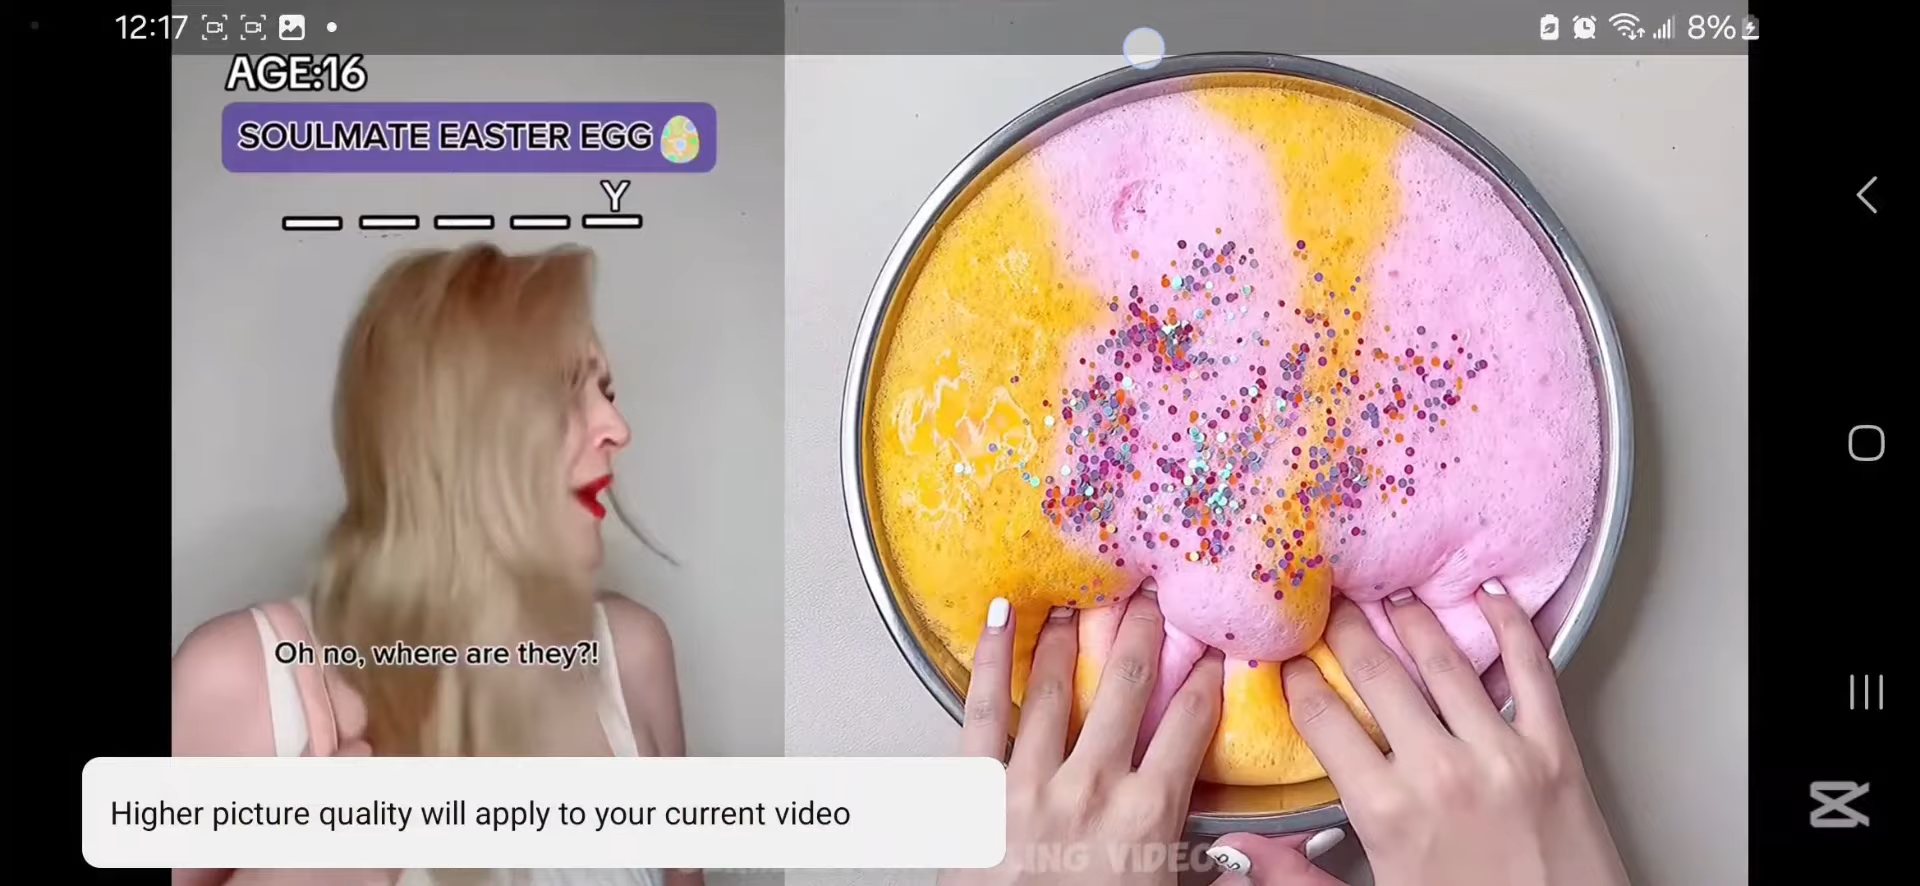 12:17
8%
AGE:16
SOULMATE EASTER EGG
Y
Oh no, where are they?!
Higher picture quality will apply to your current video
VIDEO